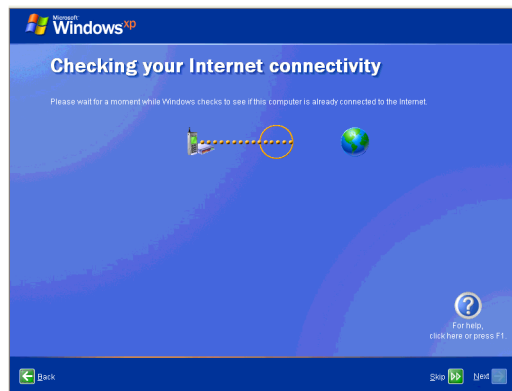 Microsoft
Windows xp
Checking your Internet connectivity
Please wait for a moment while Windows checks to see if this computer is already connected to the Internet.
For help,
click here or press F1.
Back
Skip
Next